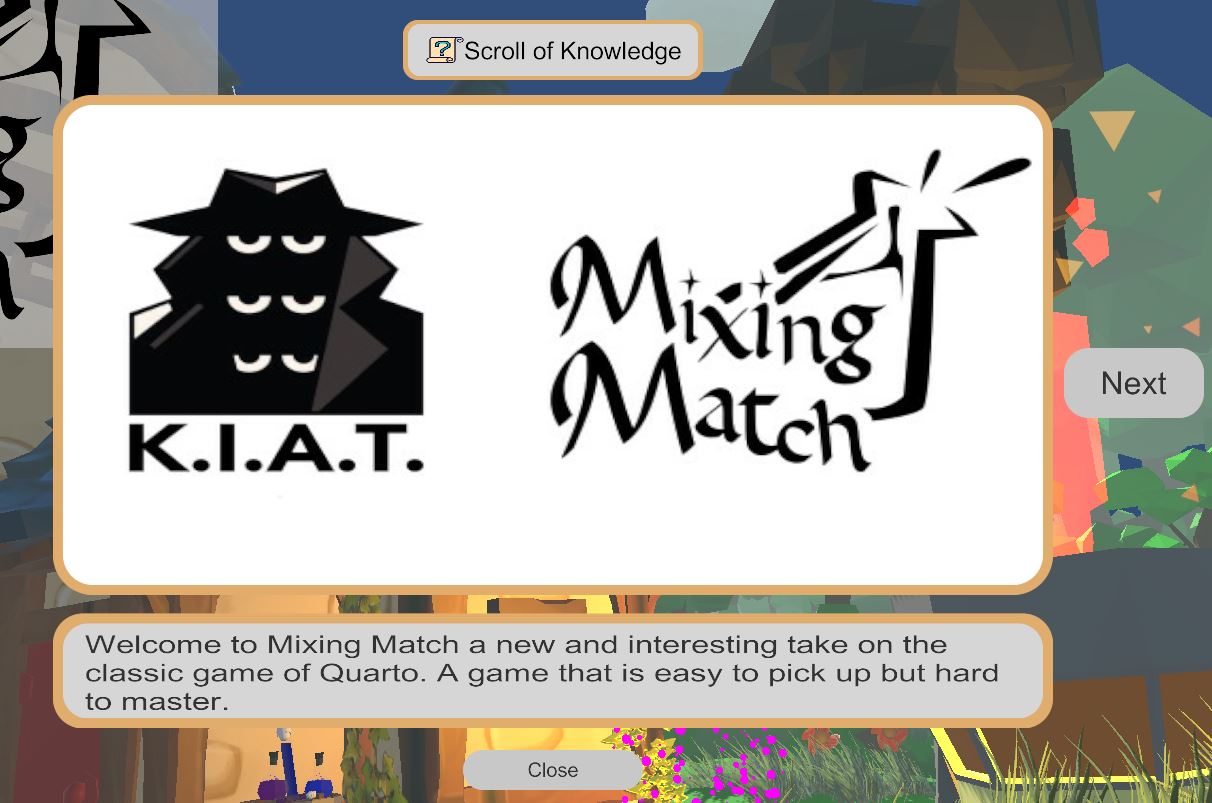 Scroll of Knowledge
K.I.A.T.
Mixing
Match
Next
Welcome to Mixing Match a new and interesting take on the
classic game of Quarto. A game that is easy to pick up but hard
to master.
Close